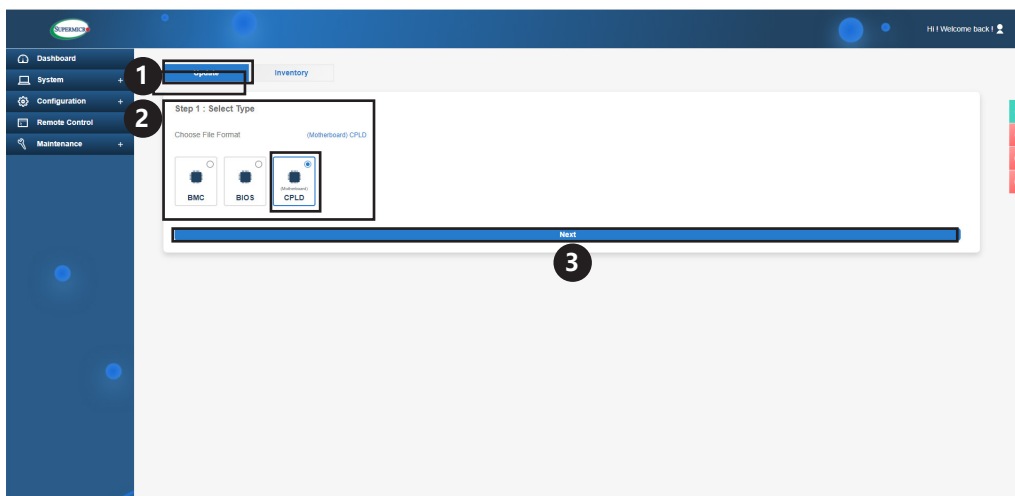 SUPERMICR
Hi ! Welcome back !
Dashboard
System +
Configuration +
Remote Control
Maintenance +
1
Update
Inventory
2
Step 1 : Select Type
Choose File Format
(Motherboard) CPLD
BMC
BIOS
(Motherboard)
CPLD
Next
3